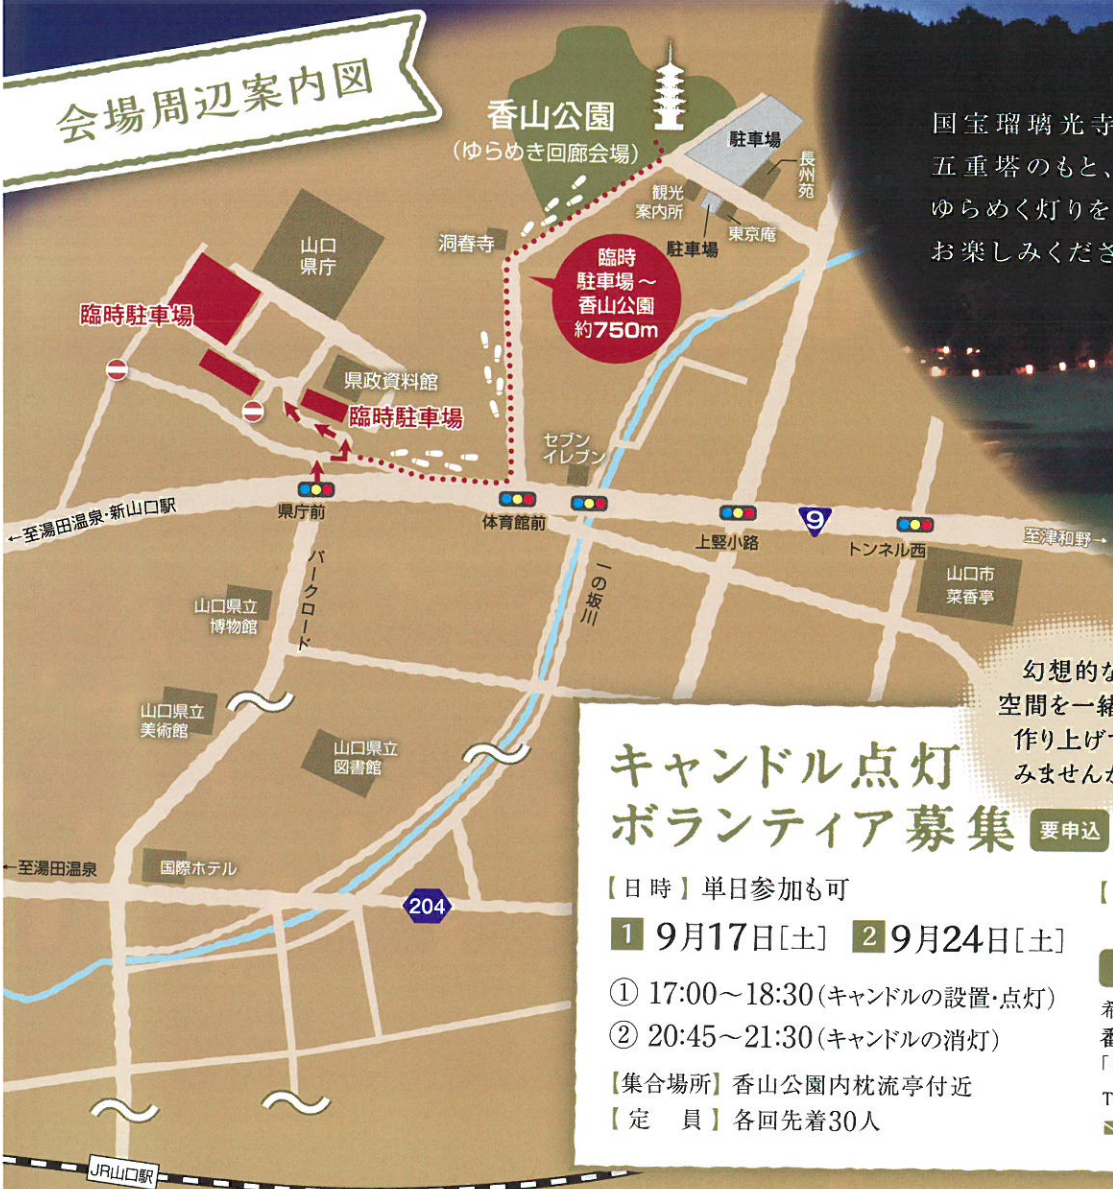 会場周辺案内図
香山公園
(ゆらめき回廊会場)
駐車場
長州苑
観光
案内所
駐車場
東京庵
国宝瑠璃光寺
五重塔のもと、
ゆらめく灯りを
お楽しみくださ
洞春寺
臨時
駐車場～
香山公園
約750m
山口
県庁
臨時駐車場
県政資料館
臨時駐車場
セブン
イレブン
←至湯田温泉・新山口駅
県庁前
体育館前
上竪小路
9
トンネル西
至津和野→
山口市
菜香亭
パークロード
一の坂川
山口県立
博物館
山口県立
美術館
山口県立
図書館
←至湯田温泉
国際ホテル
204
JR山口駅
幻想的な
空間を一緒
作り上げ
みませんか
キャンドル点灯
ボランティア募集 要申込
【日時】単日参加も可
1 9月17日[土] 2 9月24日[土]
① 17:00～18:30(キャンドルの設置・点灯)
② 20:45～21:30(キャンドルの消灯)
【集合場所】香山公園内枕流亭付近
【定　員】各回先着30人